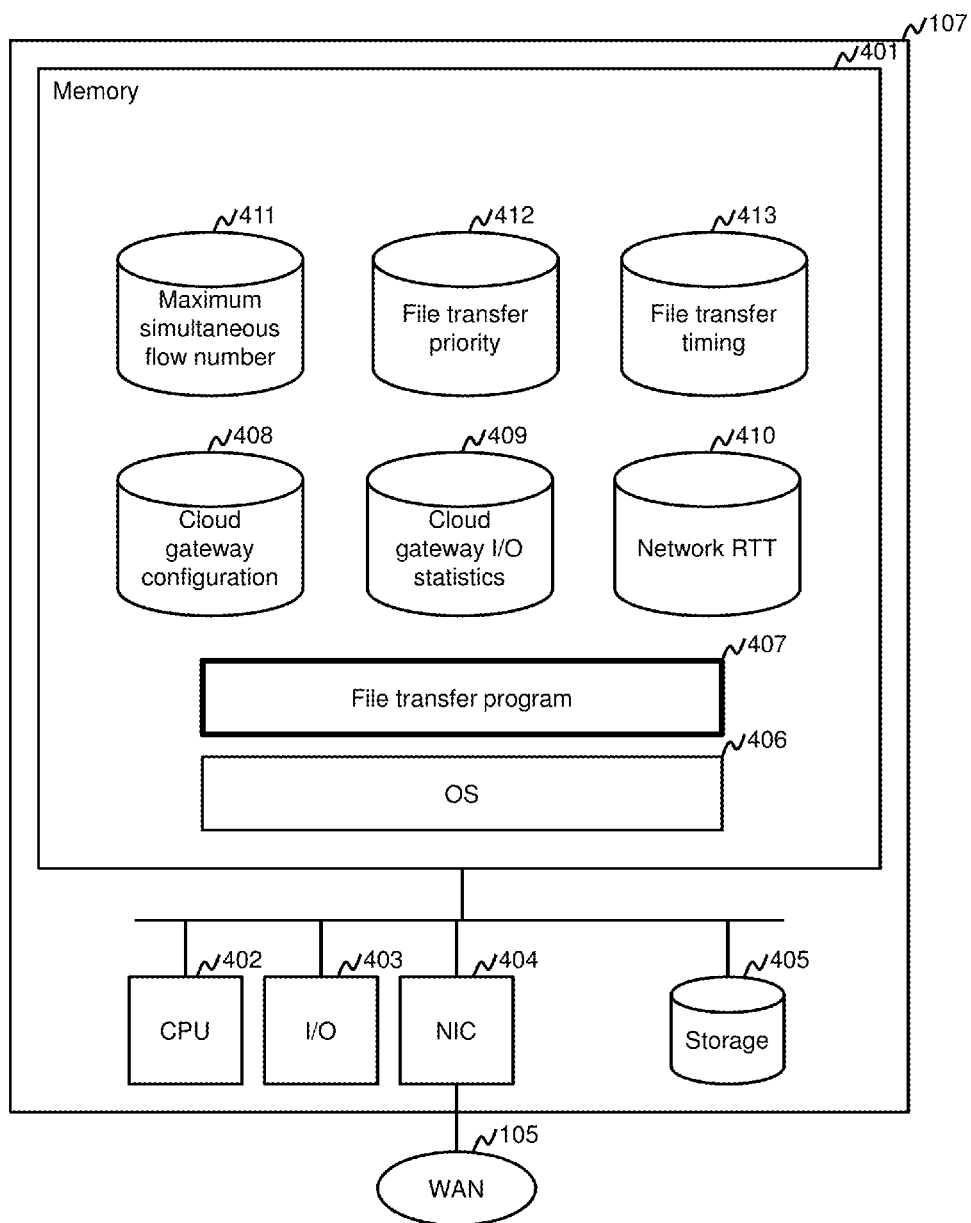 107
401
Memory
411
412
413
Maximum
simultaneous
flow number
File transfer
priority
File transfer
timing
408
409
410
Cloud
gateway
configuration
Cloud
gateway I/O
statistics
Network RTT
407
File transfer program
406
OS
402
403
404
405
CPU
I/O
NIC
Storage
105
WAN